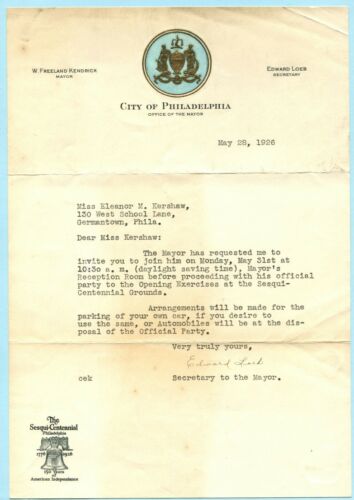 W. FREELAND KENDRICK
MAYOR
EDWARD LOEB
SECRETARY
CITY OF PHILADELPHIA
OFFICE OF THE MAYOR
May 28, 1926
Miss Eleanor M. Kershaw,
130 West School Lane,
Germantown, Phila.
Dear Miss Kershaw:
The Mayor has requested me to
invite you to join him on Monday, May 31st at
10:30 a. m. (daylight saving time), Mayor's
Reception Room before proceeding with his official
party to the Opening Exercises at the Sesqui-
Centennial Grounds.
Arrangements will be made for the
parking of your own car, if you desire to
use the same, or Automobiles will be at the dis-
posal of the Official Party.
Very truly yours,
Edward Loeb
Secretary to the Mayor.
cek
The
Sesqui-Centennial
Philadelphia
1776 1926
150 Years
of
American Independence